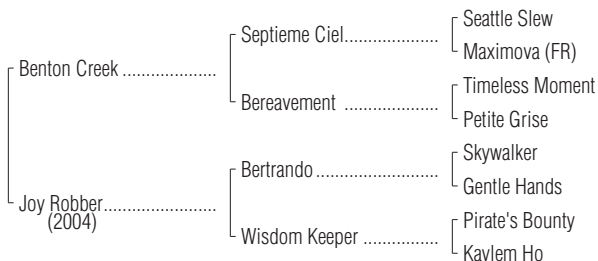 Seattle Slew
Septieme Ciel.....................
Maximova (FR)
Benton Creek .....................
Timeless Moment
Bereavement .....................
Petite Grise
Skywalker
Bertrando...........................
Gentle Hands
Joy Robber.........................
(2004)
Pirate's Bounty
Wisdom Keeper .................
Kaylem Ho